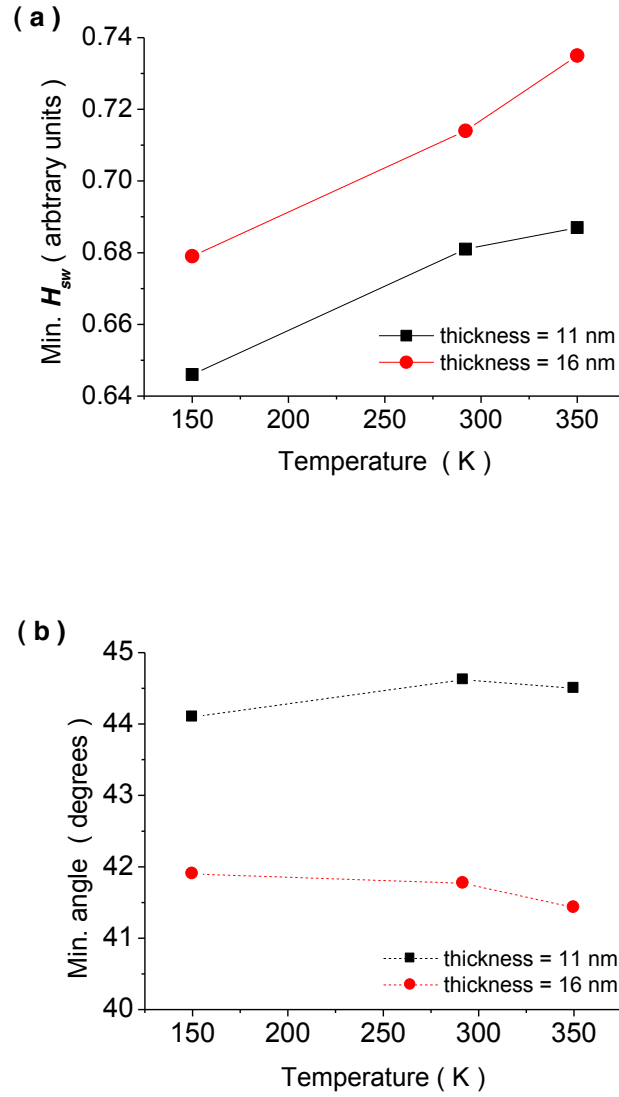 ( a )
0.74
0.72
0.70
0.68
0.66
0.64
Min. H_sw ( arbtrary units )
thickness = 11 nm
thickness = 16 nm
150 200 250 300 350
Temperature ( K )
( b )
45
44
43
42
41
40
Min. angle ( degrees )
thickness = 11 nm
thickness = 16 nm
150 200 250 300 350
Temperature ( K )